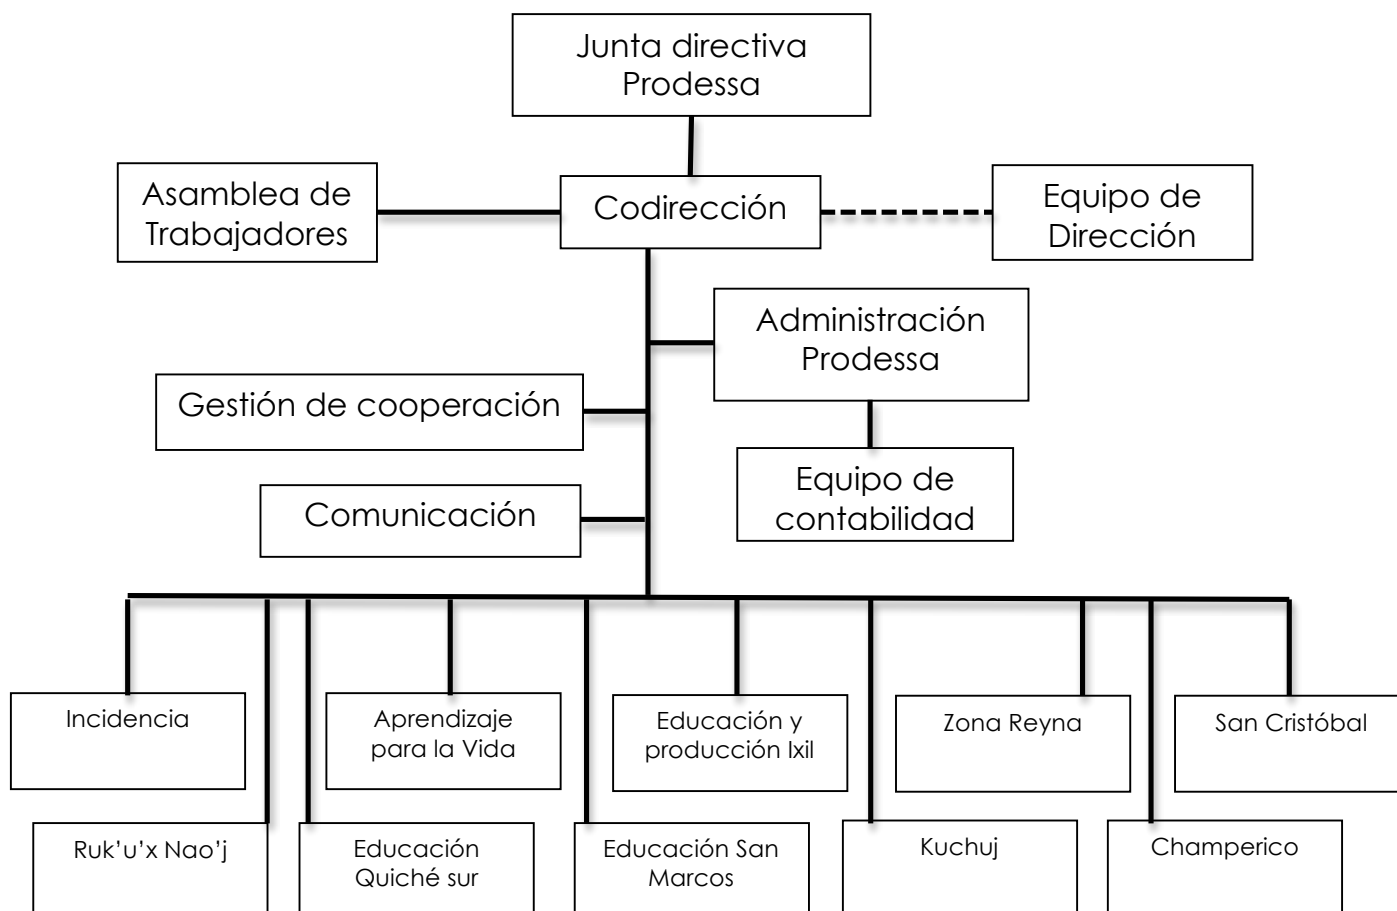 Junta directiva
Prodessa
Asamblea de
Trabajadores
Codirección
Equipo de
Dirección
Administración
Prodessa
Gestión de cooperación
Equipo de
contabilidad
Comunicación
Incidencia
Aprendizaje
para la Vida
Educación y
producción Ixil
Zona Reyna
San Cristóbal
Ruk'u'x Nao'j
Educación
Quiché sur
Educación San
Marcos
Kuchuj
Champerico